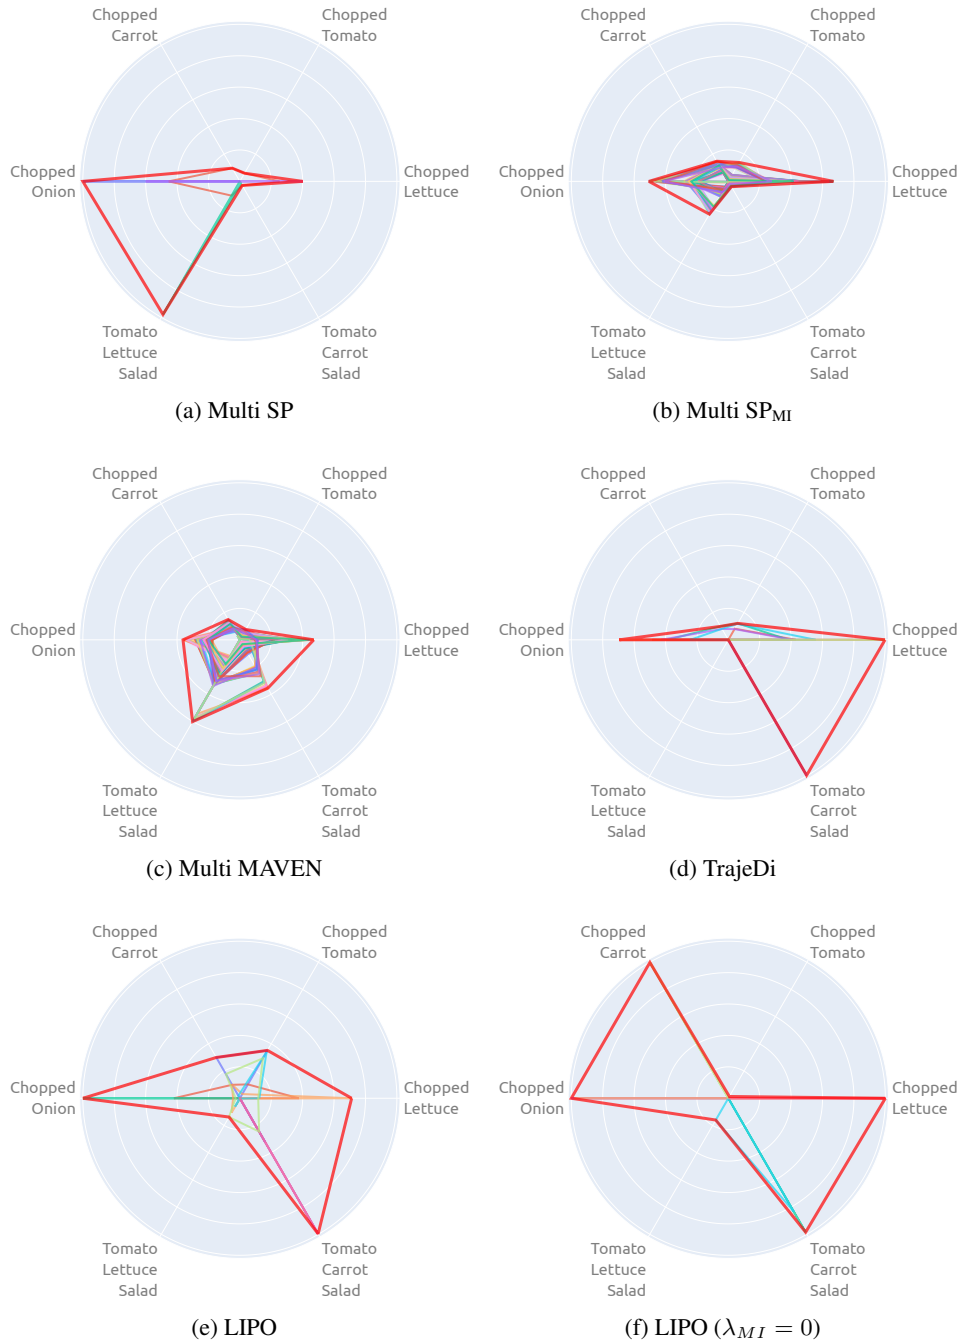 Chopped
Carrot
Chopped
Tomato
Chopped
Onion
Chopped
Lettuce
Tomato
Lettuce
Salad
Tomato
Carrot
Salad
(a) Multi SP
Chopped
Carrot
Chopped
Tomato
Chopped
Onion
Chopped
Lettuce
Tomato
Lettuce
Salad
Tomato
Carrot
Salad
(b) Multi SP_MI
Chopped
Carrot
Chopped
Tomato
Chopped
Onion
Chopped
Lettuce
Tomato
Lettuce
Salad
Tomato
Carrot
Salad
(c) Multi MAVEN
Chopped
Carrot
Chopped
Tomato
Chopped
Onion
Chopped
Lettuce
Tomato
Lettuce
Salad
Tomato
Carrot
Salad
(d) TrajeDi
Chopped
Carrot
Chopped
Tomato
Chopped
Onion
Chopped
Lettuce
Tomato
Lettuce
Salad
Tomato
Carrot
Salad
(e) LIPO
Chopped
Carrot
Chopped
Tomato
Chopped
Onion
Chopped
Lettuce
Tomato
Lettuce
Salad
Tomato
Carrot
Salad
(f) LIPO (λ_MI = 0)